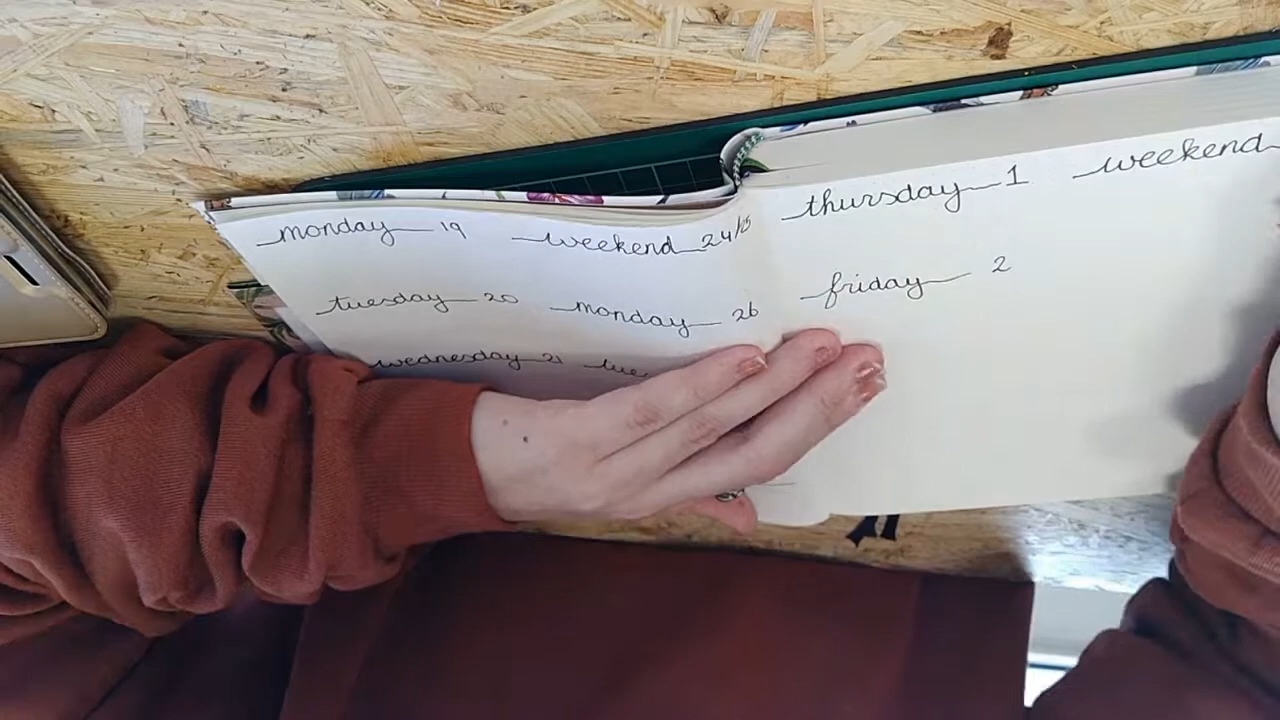 monday 19
tuesday 20
wednesday 21
weekend 24/25
monday 26
thursday 1
friday 2
weekend